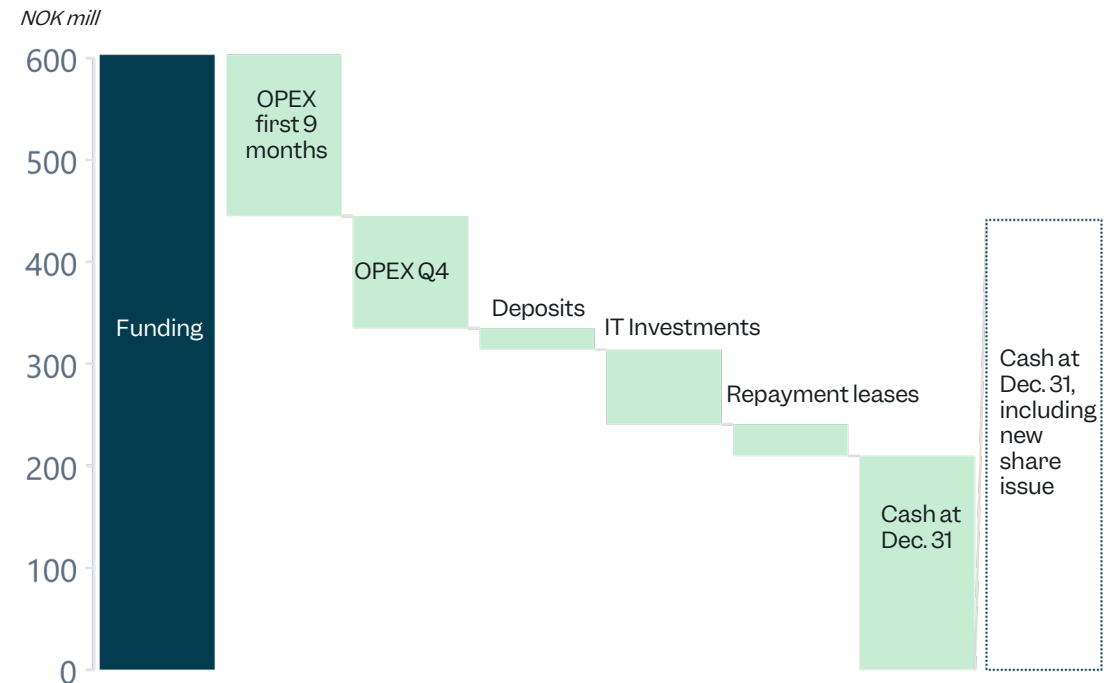 NOK mill
600
500
400
300
200
100
0
Funding
OPEX
first 9
months
OPEX Q4
Deposits
IT Investments
Repayment leases
Cash at
Dec. 31
Cash at
Dec. 31,
including
new
share
issue